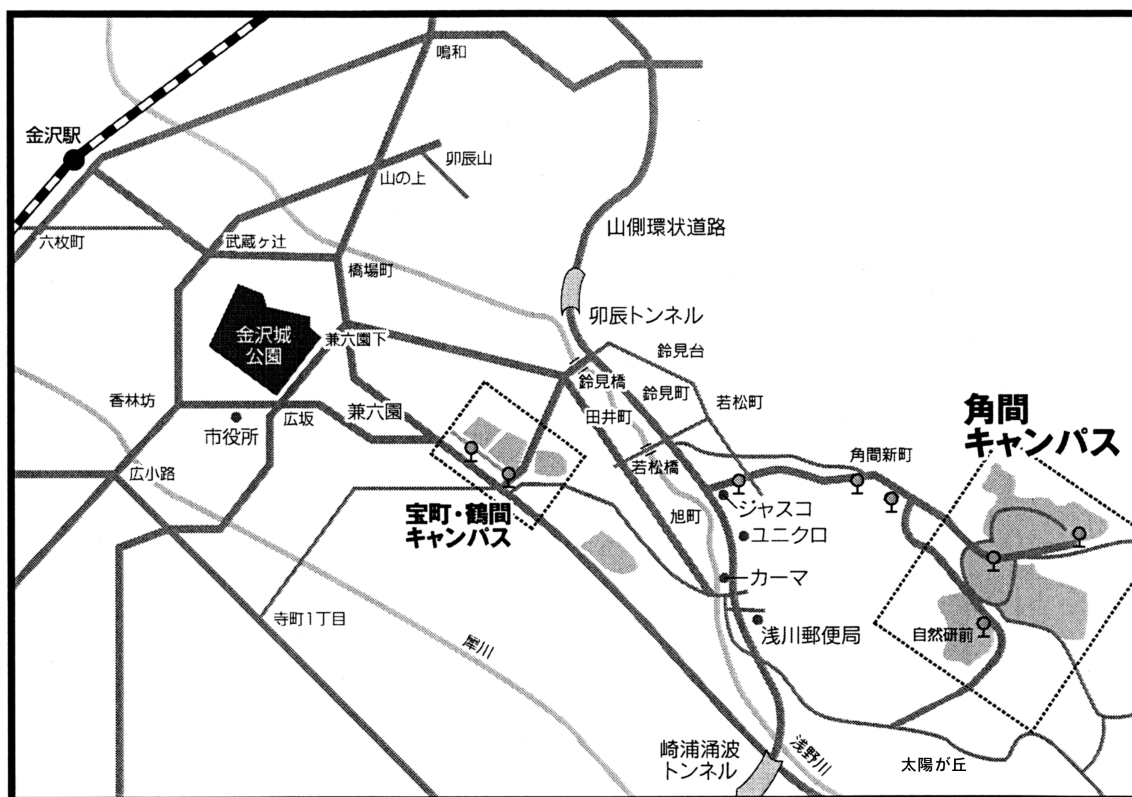 鳴和
金沢駅
卯辰山
山の上
山側環状道路
六枚町
武蔵ヶ辻
橋場町
卯辰トンネル
金沢城
公園
兼六園下
鈴見台
鈴見橋
鈴見町
若松町
香林坊
市役所
広坂
兼六園
田井町
角間
キャンパス
角間新町
広小路
若松橋
宝町・鶴間
キャンパス
旭町
ジャスコ
ユニクロ
カーマ
寺町1丁目
犀川
浅川郵便局
自然研前
崎浦涌波
トンネル
浅野川
太陽が丘